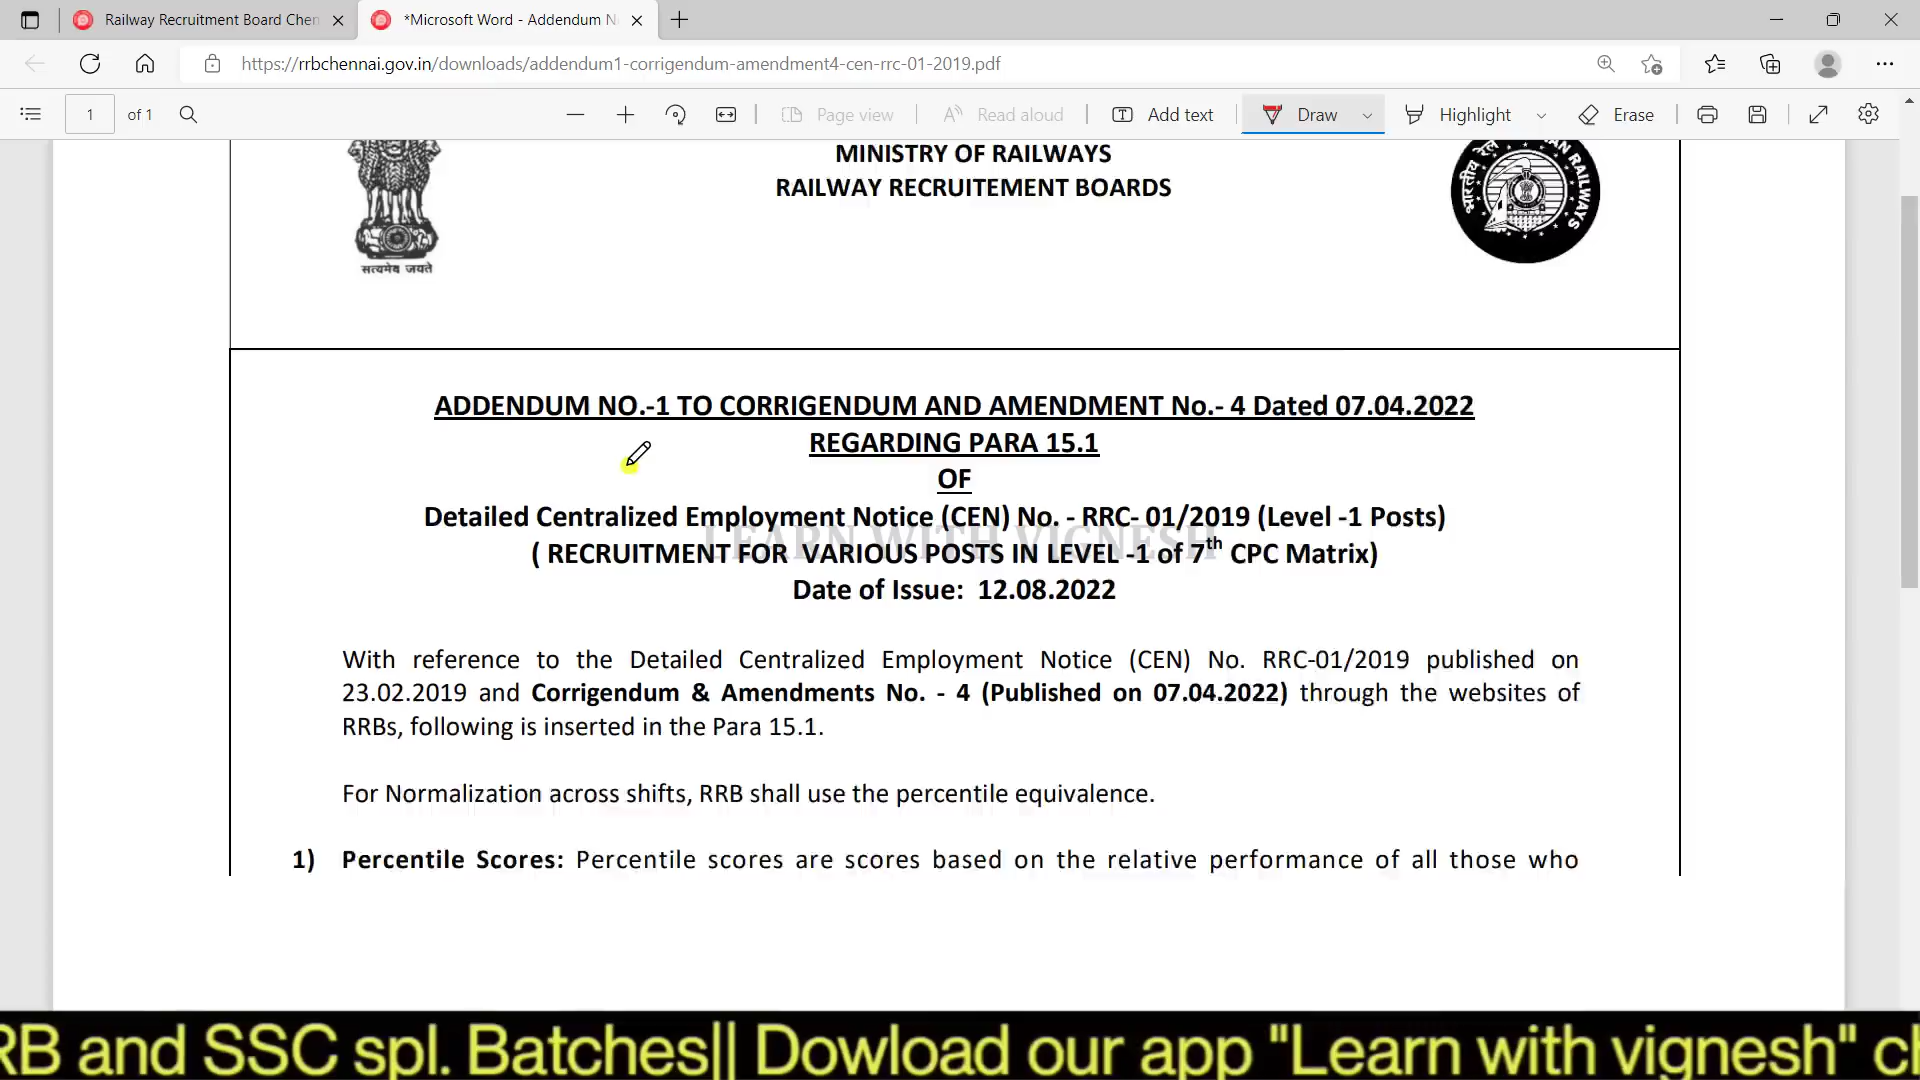 Railway Recruitment Board Chen
*Microsoft Word - Addendum N
https://rrbchennai.gov.in/downloads/addendum1-corrigendum-amendment4-cen-rrc-01-2019.pdf
1 of 1
Page view
Read aloud
Add text
Draw
Highlight
Erase
MINISTRY OF RAILWAYS
RAILWAY RECRUITEMENT BOARDS
सत्यमेव जयते
भारतीय रेल
AN RAILWAYS
ADDENDUM NO.-1 TO CORRIGENDUM AND AMENDMENT No.- 4 Dated 07.04.2022
REGARDING PARA 15.1
OF
Detailed Centralized Employment Notice (CEN) No. - RRC- 01/2019 (Level -1 Posts)
LEARN WITH VIGNESH
( RECRUITMENT FOR VARIOUS POSTS IN LEVEL -1 of 7th CPC Matrix)
Date of Issue: 12.08.2022
With reference to the Detailed Centralized Employment Notice (CEN) No. RRC-01/2019 published on
23.02.2019 and Corrigendum & Amendments No. - 4 (Published on 07.04.2022) through the websites of
RRBs, following is inserted in the Para 15.1.
For Normalization across shifts, RRB shall use the percentile equivalence.
1) Percentile Scores: Percentile scores are scores based on the relative performance of all those who
RB and SSC spl. Batches|| Dowload our app "Learn with vignesh" ch